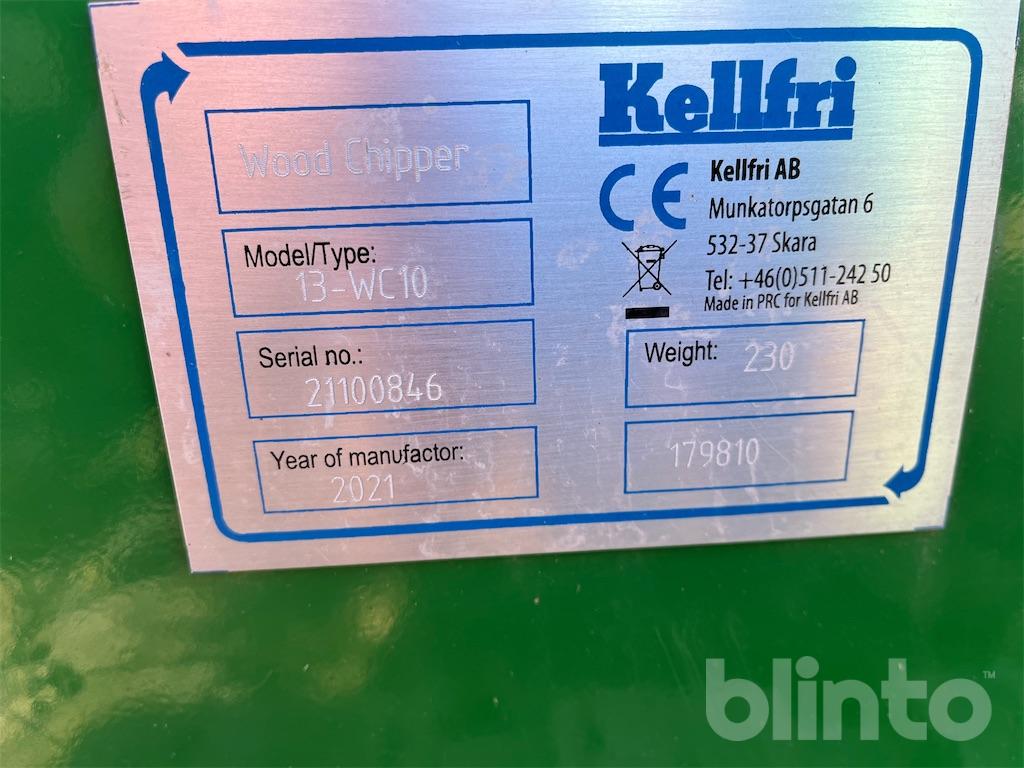 Wood Chipper
Model/Type:
13-WC10
Serial no.:
21100846
Year of manufactor:
2021
Kellfri
CE
Kellfri AB
Munkatorpsgatan 6
532-37 Skara
Tel: +46(0)511-242 50
Made in PRC for Kellfri AB
Weight: 230
179810
blinto™